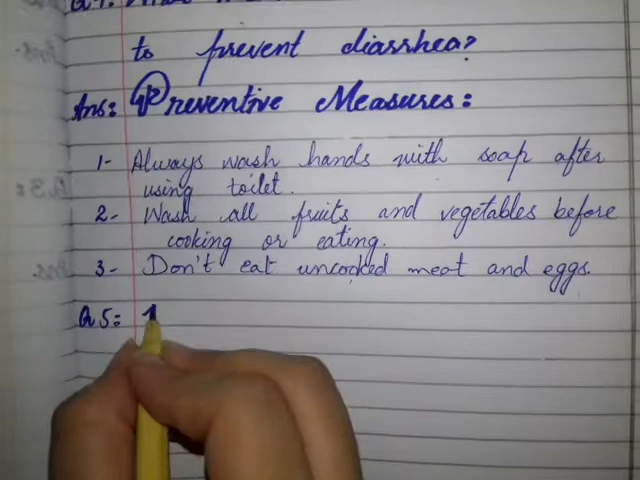 to prevent diarrhea?
Ans: Preventive Measures:
1- Always wash hands with soap after
using toilet.
2- Wash all fruits and vegetables before
cooking or eating.
3- Don't eat uncooked meat and eggs.
Q5: